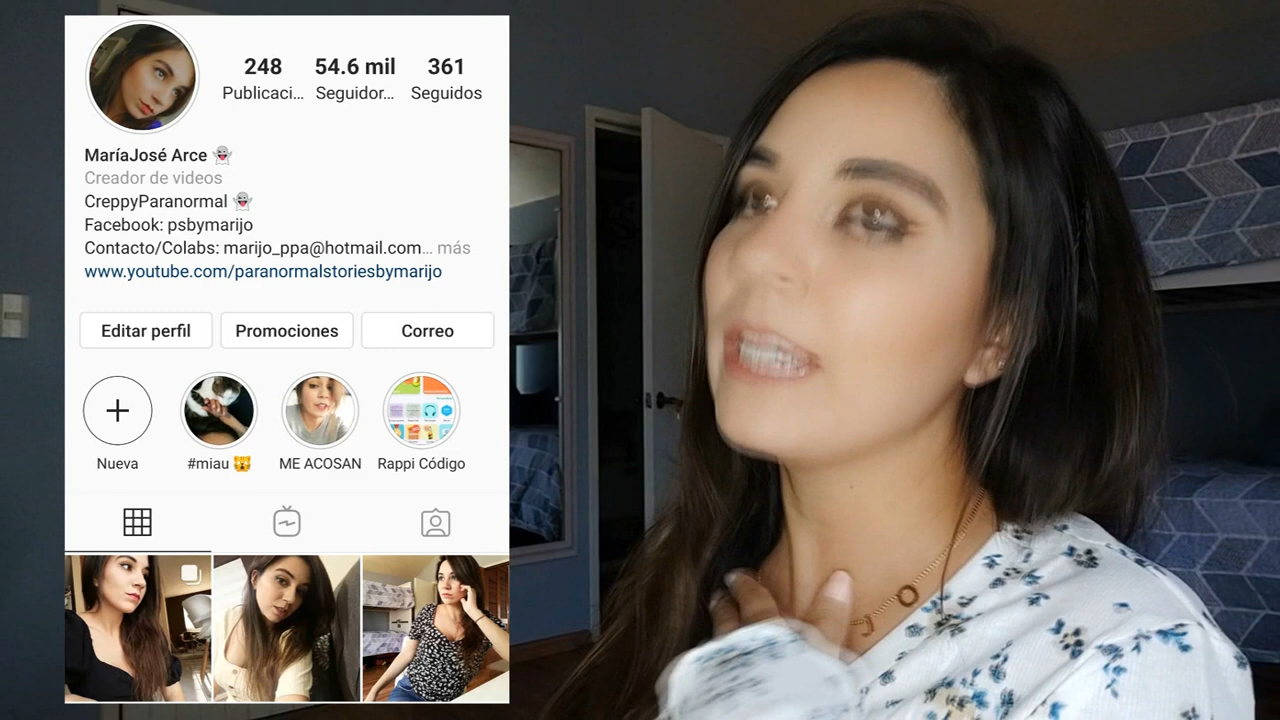 248 54.6 mil 361
Publicaci... Seguidor... Seguidos
MaríaJosé Arce 👻
Creador de videos
CreppyParanormal 👻
Facebook: psbymarijo
Contacto/Colabs: marijo_ppa@hotmail.com... más
www.youtube.com/paranormalstoriesbymarijo
Editar perfil Promociones Correo
Nueva #miau 🐱 ME ACOSAN Rappi Código